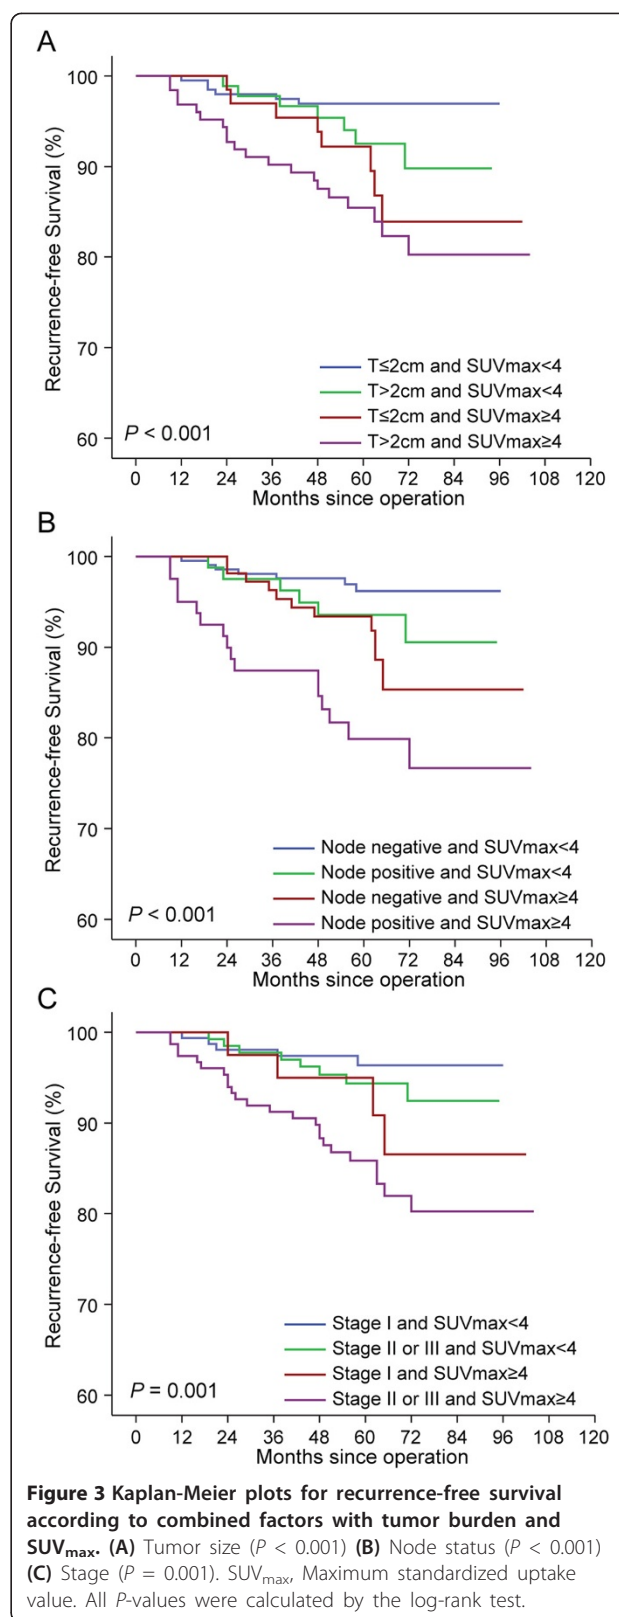 A
100
90
80
70
60
Recurrence-free Survival (%)
T≤2cm and SUVmax<4
T>2cm and SUVmax<4
T≤2cm and SUVmax≥4
T>2cm and SUVmax≥4
P < 0.001
0 12 24 36 48 60 72 84 96 108 120
Months since operation
B
100
90
80
70
60
Recurrence-free Survival (%)
Node negative and SUVmax<4
Node positive and SUVmax<4
Node negative and SUVmax≥4
Node positive and SUVmax≥4
P < 0.001
0 12 24 36 48 60 72 84 96 108 120
Months since operation
C
100
90
80
70
60
Recurrence-free Survival (%)
Stage I and SUVmax<4
Stage II or III and SUVmax<4
Stage I and SUVmax≥4
Stage II or III and SUVmax≥4
P = 0.001
0 12 24 36 48 60 72 84 96 108 120
Months since operation
Figure 3 Kaplan-Meier plots for recurrence-free survival
according to combined factors with tumor burden and
SUVmax. (A) Tumor size (P < 0.001) (B) Node status (P < 0.001)
(C) Stage (P = 0.001). SUVmax, Maximum standardized uptake
value. All P-values were calculated by the log-rank test.